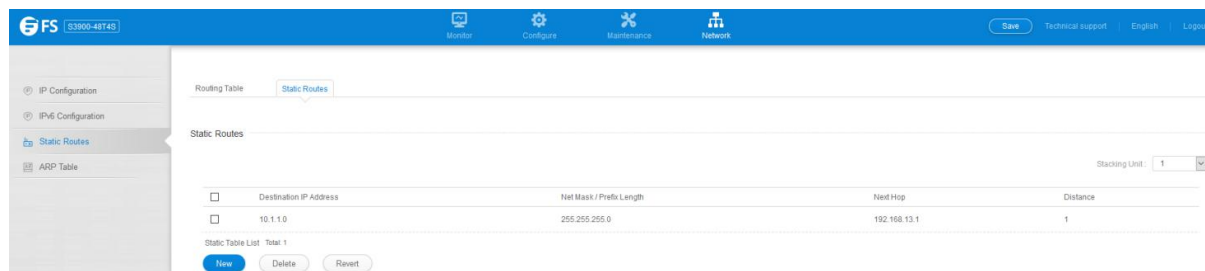 FS S3900-48T4S
Monitor Configure Maintenance Network
Save Technical support English Logou
IP Configuration
IPv6 Configuration
Static Routes
ARP Table
Routing Table Static Routes
Static Routes
Stacking Unit: 1
Destination IP Address Net Mask / Prefix Length Next Hop Distance
10.1.1.0 255.255.255.0 192.168.13.1 1
Static Table List Total: 1
New Delete Revert